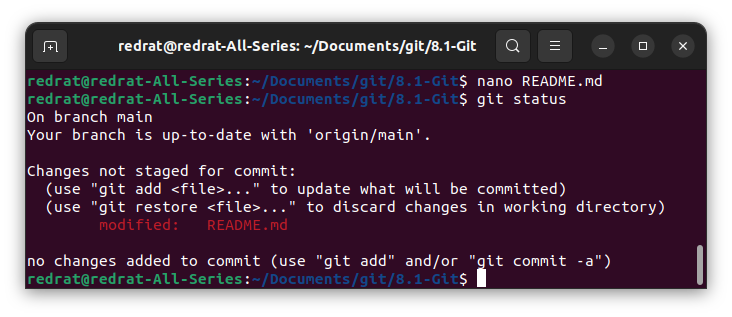 redrat@redrat-All-Series: ~/Documents/git/8.1-Git
redrat@redrat-All-Series:~/Documents/git/8.1-Git$ nano README.md
redrat@redrat-All-Series:~/Documents/git/8.1-Git$ git status
On branch main
Your branch is up-to-date with 'origin/main'.

Changes not staged for commit:
  (use "git add <file>..." to update what will be committed)
  (use "git restore <file>..." to discard changes in working directory)
        modified:   README.md

no changes added to commit (use "git add" and/or "git commit -a")
redrat@redrat-All-Series:~/Documents/git/8.1-Git$